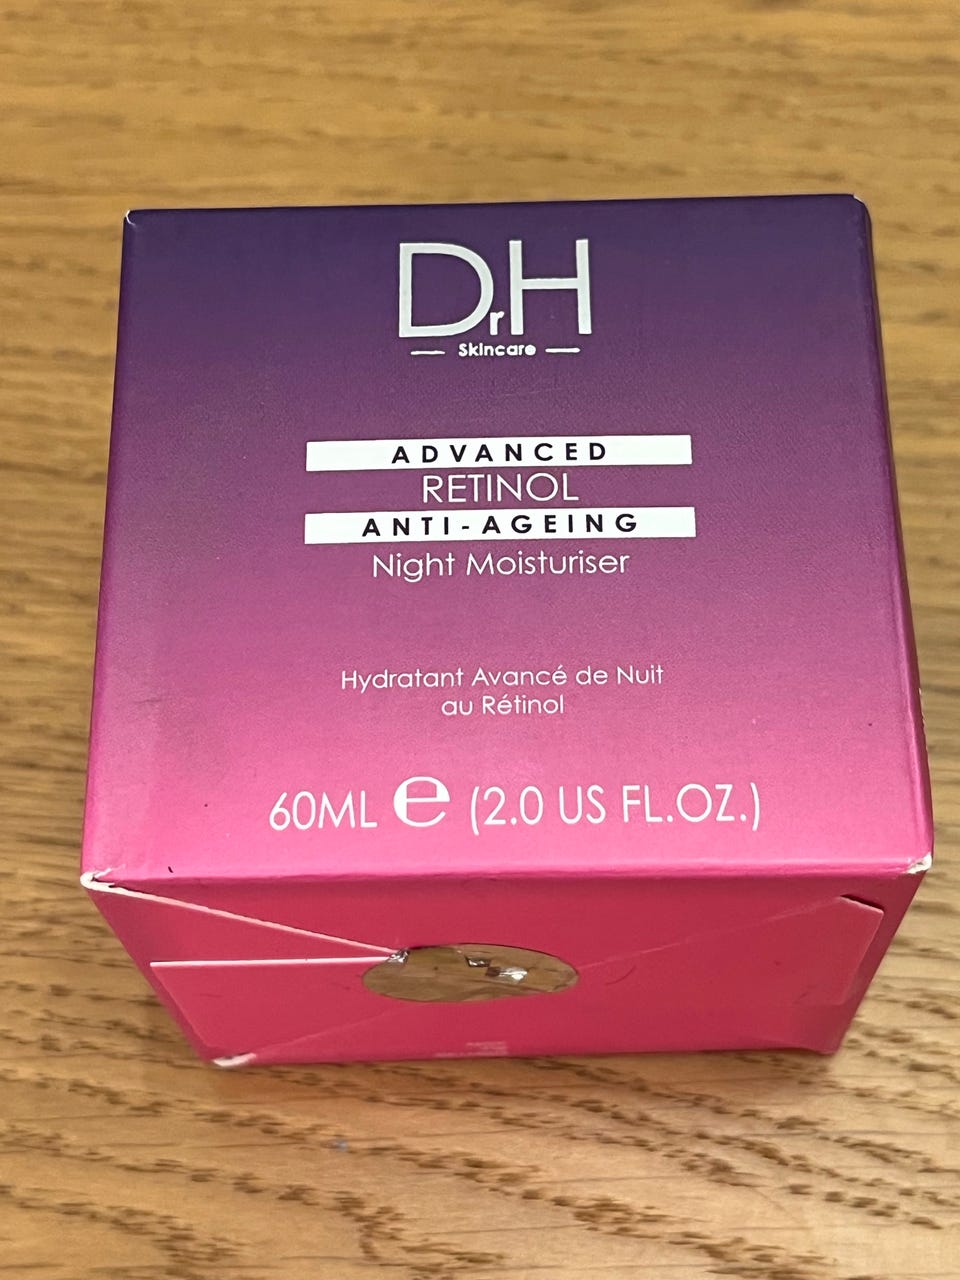 DrH
Skincare
ADVANCED
RETINOL
ANTI-AGEING
Night Moisturiser
Hydratant Avancé de Nuit
au Rétinol
60ML ℮ (2.0 US FL.OZ.)